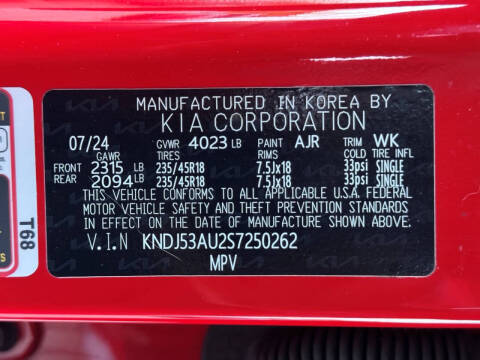 MANUFACTURED IN KOREA BY
KIA CORPORATION
07/24 GVWR 4023 LB PAINT AJR TRIM WK
GAWR TIRES RIMS COLD TIRE INFL
FRONT 2315 LB 235/45R18 7.5Jx18 33psi SINGLE
REAR 2094 LB 235/45R18 7.5Jx18 33psi SINGLE
THIS VEHICLE CONFORMS TO ALL APPLICABLE U.S.A. FEDERAL
MOTOR VEHICLE SAFETY AND THEFT PREVENTION STANDARDS
IN EFFECT ON THE DATE OF MANUFACTURE SHOWN ABOVE.
V.I.N KNDJ53AU2S7250262
MPV
T68